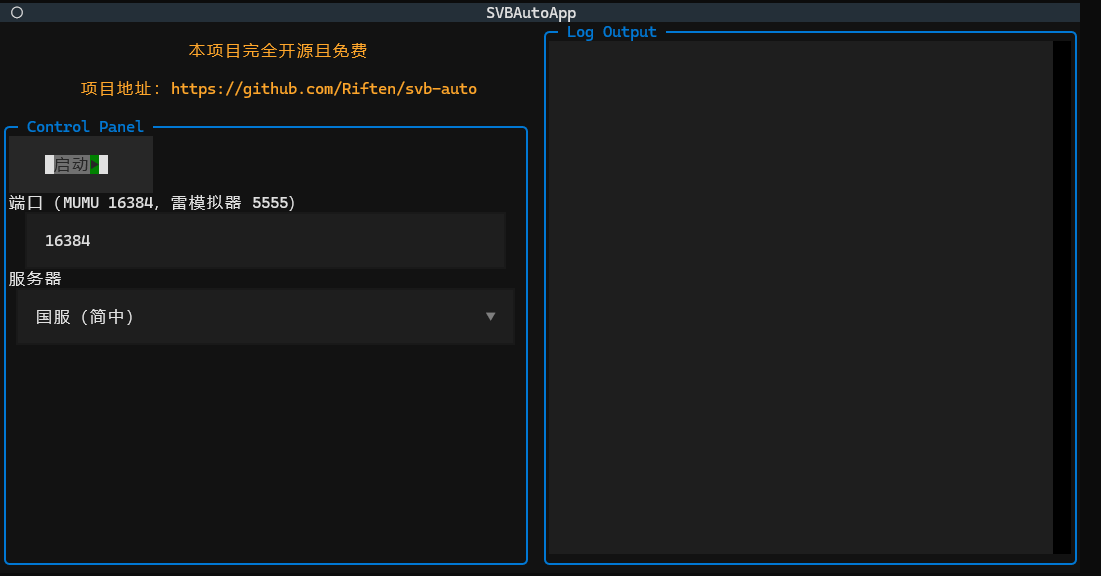 SVBAutoApp
本项目完全开源且免费
项目地址: https://github.com/Riften/svb-auto
Control Panel
启动
端口 (MUMU 16384, 雷模拟器 5555)
16384
服务器
国服 (简中)
Log Output